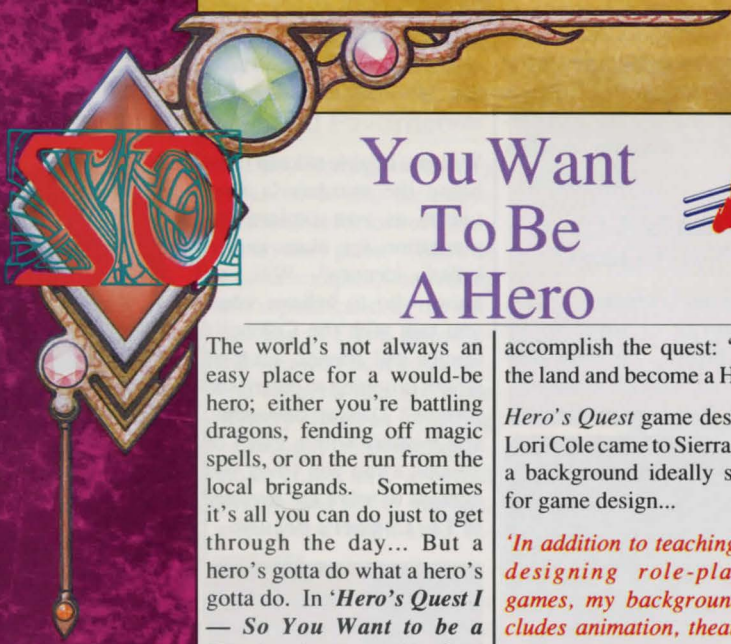 SO
You Want
To Be
A Hero
The world's not always an
easy place for a would-be
hero; either you're battling
dragons, fending off magic
spells, or on the run from the
local brigands. Sometimes
it's all you can do just to get
through the day... But a
hero's gotta do what a hero's
gotta do. In 'Hero's Quest I
— So You Want to be a
accomplish the quest: '
the land and become a H
Hero's Quest game des
Lori Cole came to Sierra
a background ideally s
for game design...
'In addition to teaching
designing role-pla
games, my backgroun
cludes animation, thea